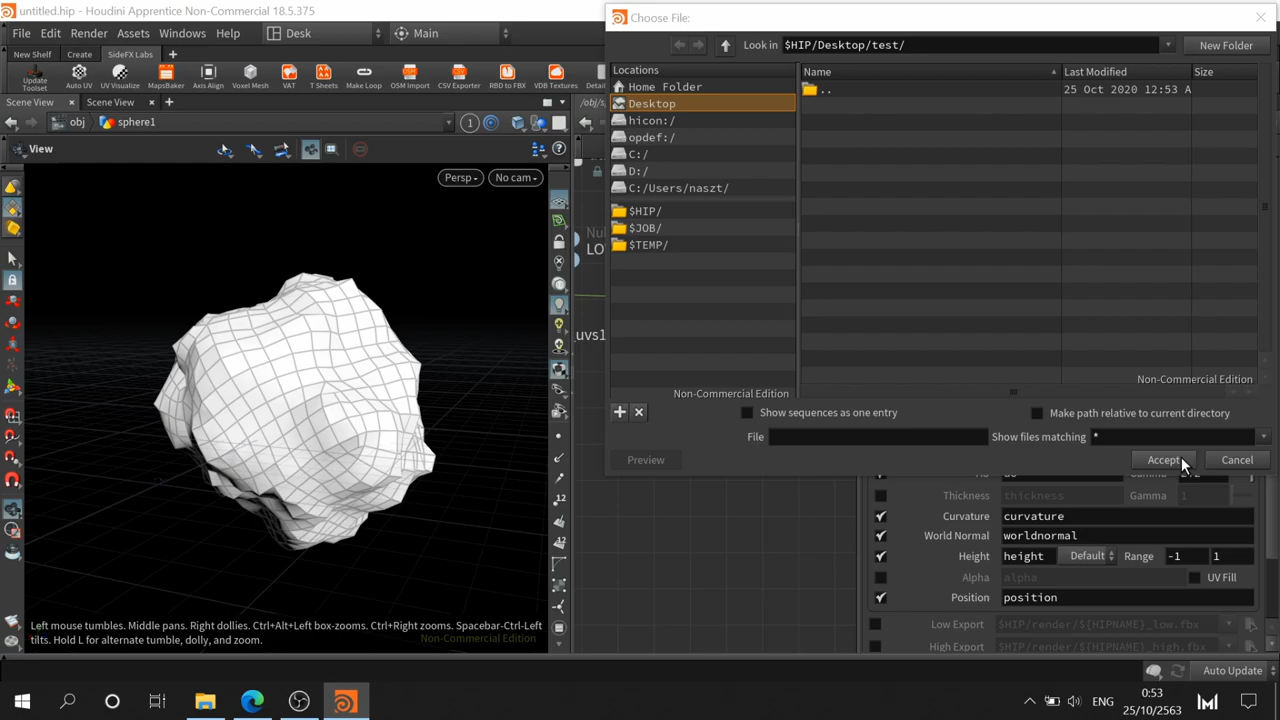 untitled.hip - Houdini Apprentice Non-Commercial 18.5.375
File Edit Render Assets Windows Help Desk Main
New Shelf Create SideFX Labs
Update Toolset Auto UV UV Visualize MapsBaker Axis Align Voxel Mesh VAT T Sheets Make Loop OSM Import CSV Exporter RBD to FBX VDB Textures Detail
Scene View Scene View
obj sphere1
/obj/s
View
Persp No cam
Nul
LO
_uvs1
12
12
Left mouse tumbles. Middle pans. Right dollies. Ctrl+Alt+Left box-zooms. Ctrl+Right zooms. Spacebar-Ctrl-Left
tilts. Hold L for alternate tumble, dolly, and zoom.
Non-Commercial Edition
Choose File:
Look in $HIP/Desktop/test/ New Folder
Locations
Home Folder
Desktop
hicon:/
opdef:/
C:/
D:/
C:/Users/naszt/
$HIP/
$JOB/
$TEMP/
Non-Commercial Edition
Name Last Modified Size
.. 25 Oct 2020 12:53 A
Non-Commercial Edition
Show sequences as one entry Make path relative to current directory
File Show files matching *
Preview Accept Cancel
Thickness thickness Gamma 1
Curvature curvature
World Normal worldnormal
Height height Default Range -1 1
Alpha alpha UV Fill
Position position
Low Export $HIP/render/${HIPNAME}_low.fbx
High Export $HIP/render/${HIPNAME}_high.fbx
Auto Update
ENG
0:53
25/10/2563